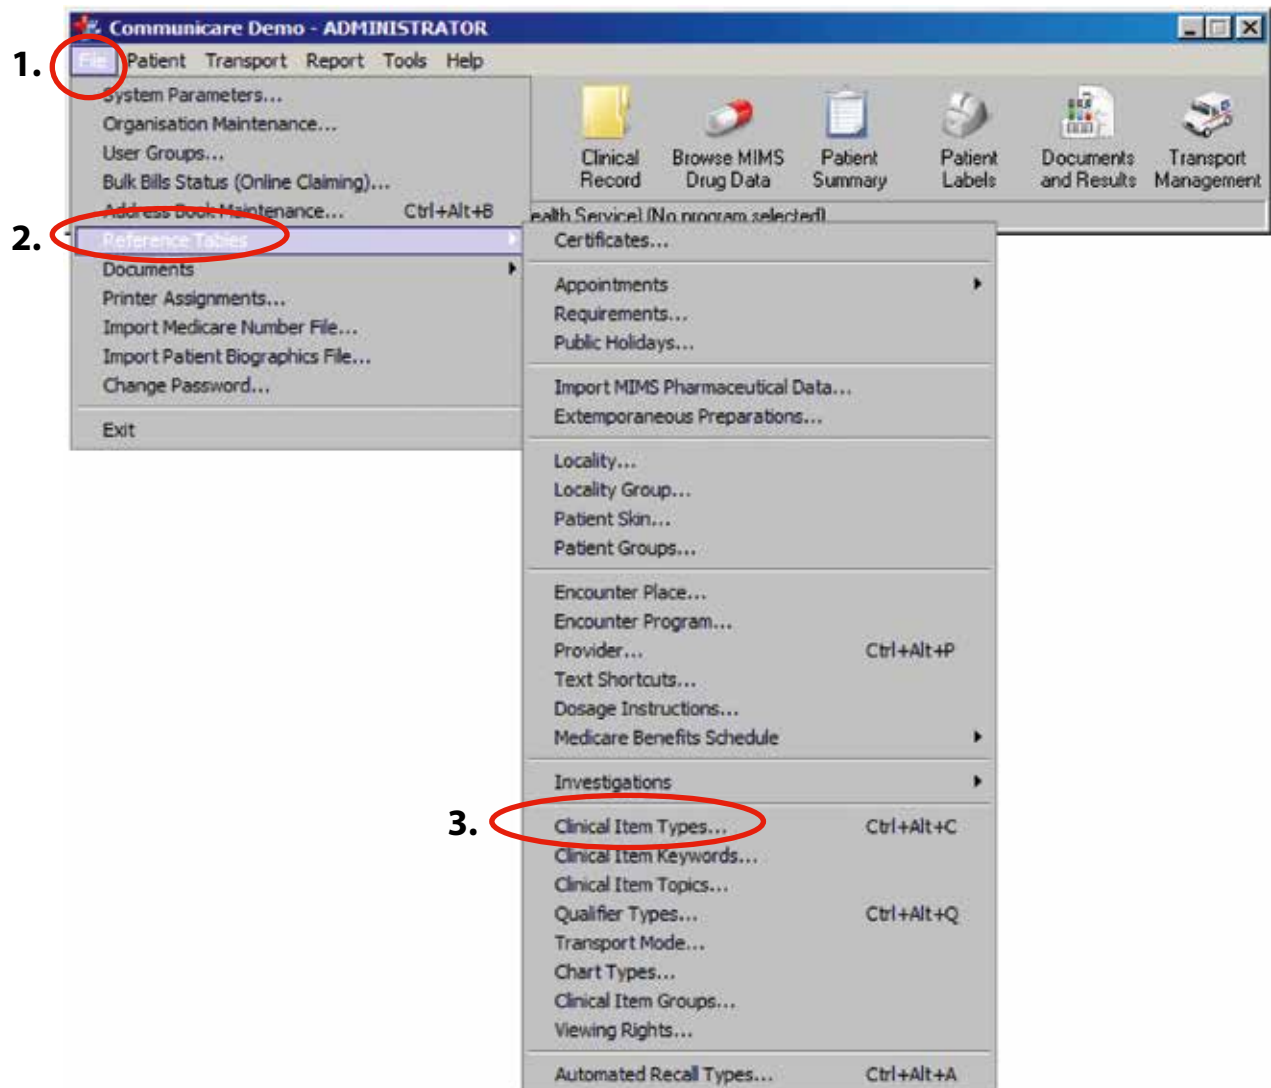 Communicare Demo - ADMINISTRATOR
1.
File Patient Transport Report Tools Help
System Parameters...
Organisation Maintenance...
User Groups...
Bulk Bills Status (Online Claiming)...
Address Book Maintenance... Ctrl+Alt+B
2.
Reference Tables
Documents
Printer Assignments...
Import Medicare Number File...
Import Patient Biographics File...
Change Password...
Exit
Clinical Record
Browse MIMS Drug Data
Patient Summary
Patient Labels
Documents and Results
Transport Management
ealth Service) (No program selected)
Certificates...
Appointments
Requirements...
Public Holidays...
Import MIMS Pharmaceutical Data...
Extemporaneous Preparations...
Locality...
Locality Group...
Patient Skin...
Patient Groups...
Encounter Place...
Encounter Program...
Provider... Ctrl+Alt+P
Text Shortcuts...
Dosage Instructions...
Medicare Benefits Schedule
Investigations
3.
Clinical Item Types... Ctrl+Alt+C
Clinical Item Keywords...
Clinical Item Topics...
Qualifier Types... Ctrl+Alt+Q
Transport Mode...
Chart Types...
Clinical Item Groups...
Viewing Rights...
Automated Recall Types... Ctrl+Alt+A